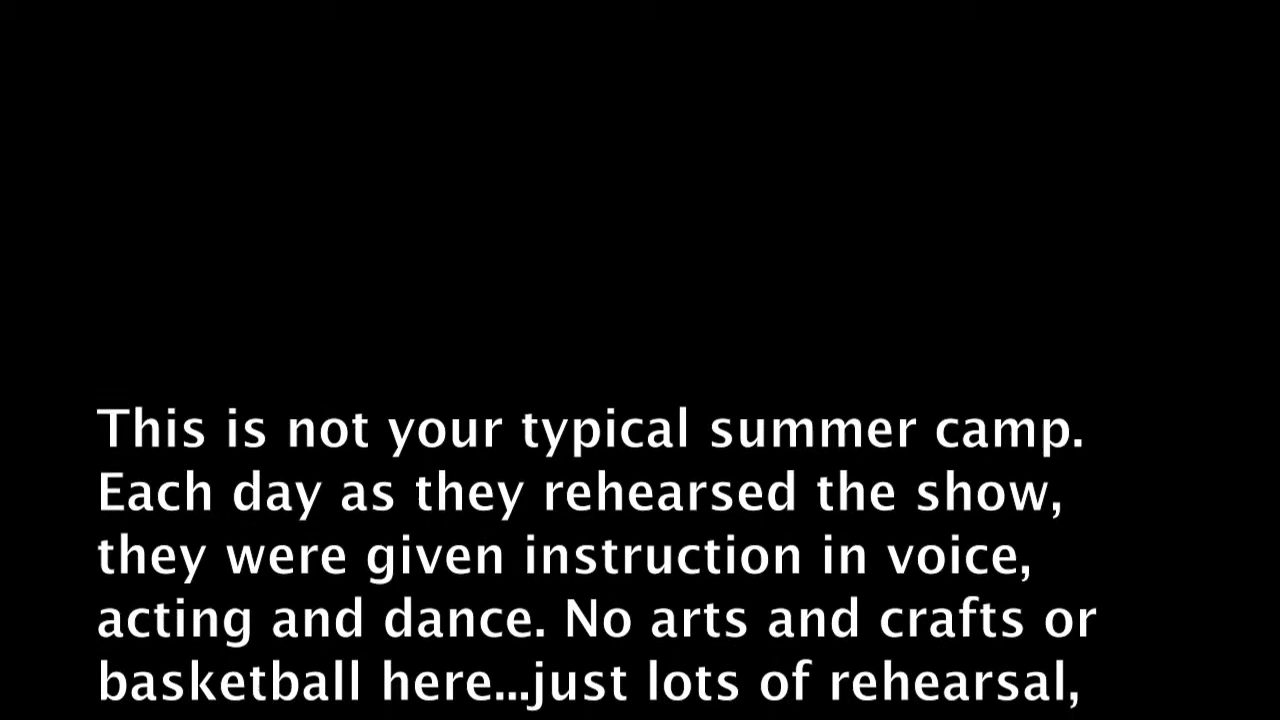 This is not your typical summer camp.
Each day as they rehearsed the show,
they were given instruction in voice,
acting and dance. No arts and crafts or
basketball here...just lots of rehearsal,